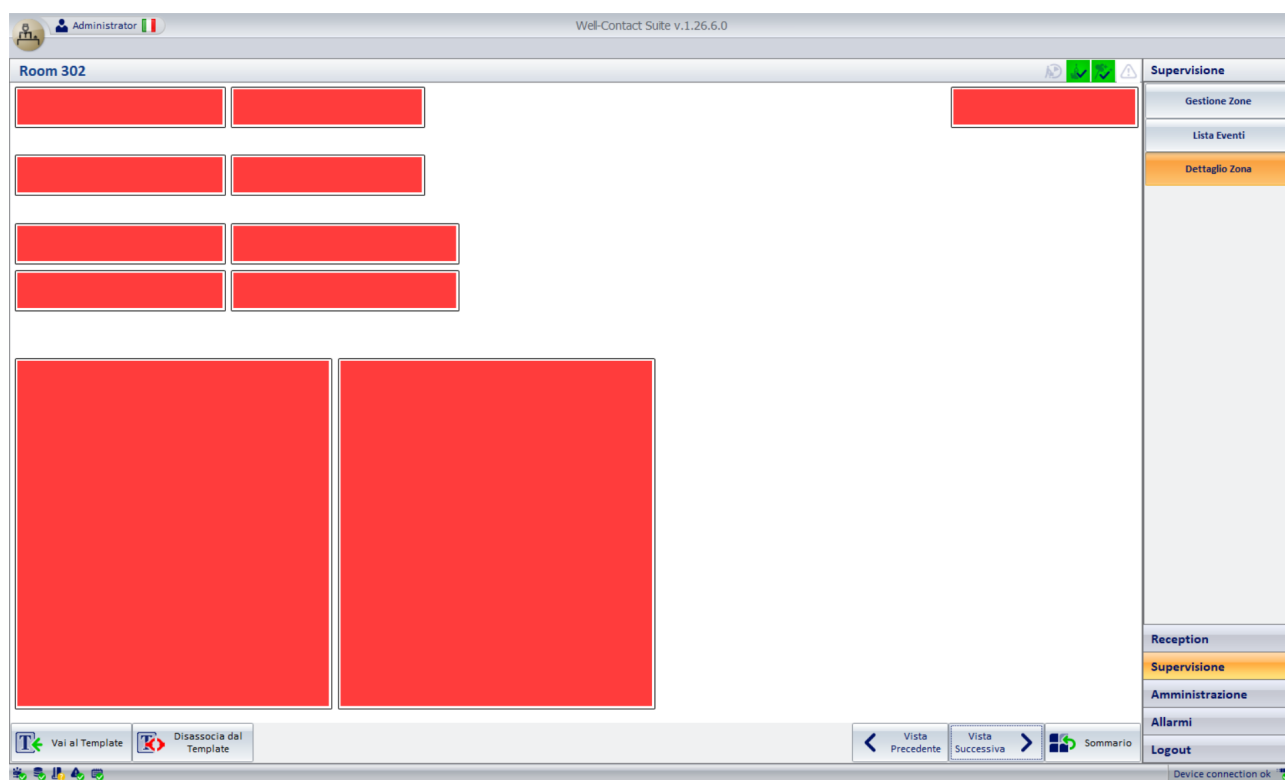 Administrator
Well-Contact Suite v.1.26.6.0
Room 302
Supervisione
Gestione Zone
Lista Eventi
Dettaglio Zona
Reception
Supervisione
Amministrazione
Allarmi
Logout
Vai al Template
Disassocia dal
Template
Vista
Precedente
Vista
Successiva
Sommario
Device connection ok